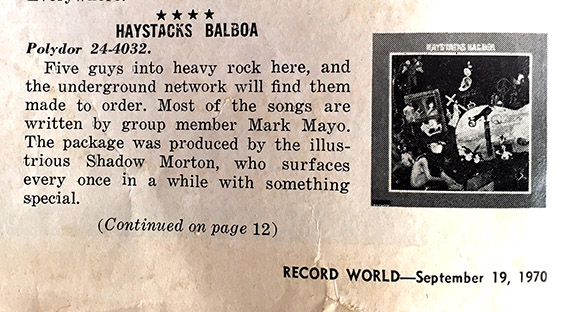 ★★★★
HAYSTACKS BALBOA
Polydor 24-4032.
Five guys into heavy rock here, and
the underground network will find them
made to order. Most of the songs are
written by group member Mark Mayo.
The package was produced by the illus-
trious Shadow Morton, who surfaces
every once in a while with something
special.
(Continued on page 12)
HAYSTACKS BALBOA
RECORD WORLD—September 19, 1970